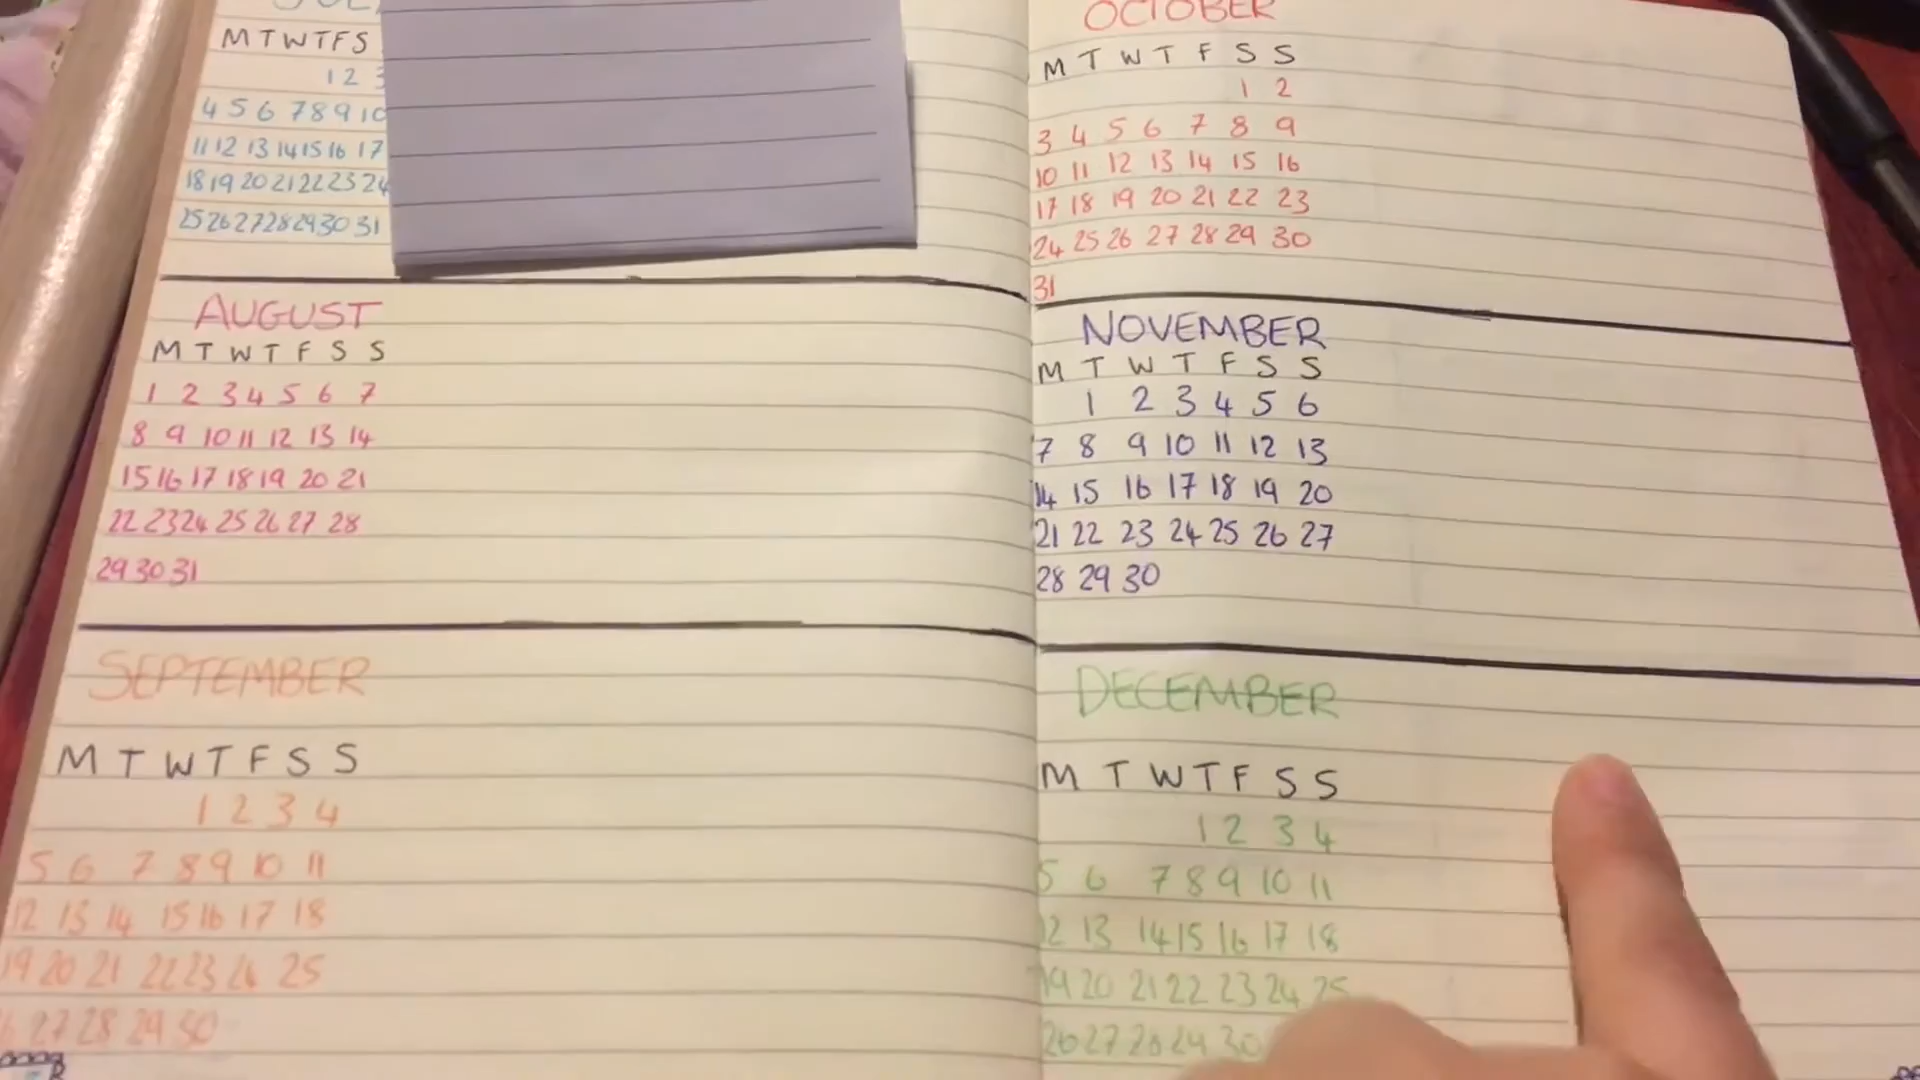 M T W T F S
1 2 3
4 5 6 7 8 9 10
11 12 13 14 15 16 17
18 19 20 21 22 23 24
25 26 27 28 29 30 31
AUGUST
M T W T F S S
1 2 3 4 5 6 7
8 9 10 11 12 13 14
15 16 17 18 19 20 21
22 23 24 25 26 27 28
29 30 31
SEPTEMBER
M T W T F S S
1 2 3 4
5 6 7 8 9 10 11
12 13 14 15 16 17 18
19 20 21 22 23 24 25
27 28 29 30
OCTOBER
M T W T F S S
1 2
3 4 5 6 7 8 9
10 11 12 13 14 15 16
17 18 19 20 21 22 23
24 25 26 27 28 29 30
31
NOVEMBER
M T W T F S S
1 2 3 4 5 6
7 8 9 10 11 12 13
14 15 16 17 18 19 20
21 22 23 24 25 26 27
28 29 30
DECEMBER
M T W T F S S
1 2 3 4
5 6 7 8 9 10 11
12 13 14 15 16 17 18
19 20 21 22 23 24 25
26 27 28 29 30